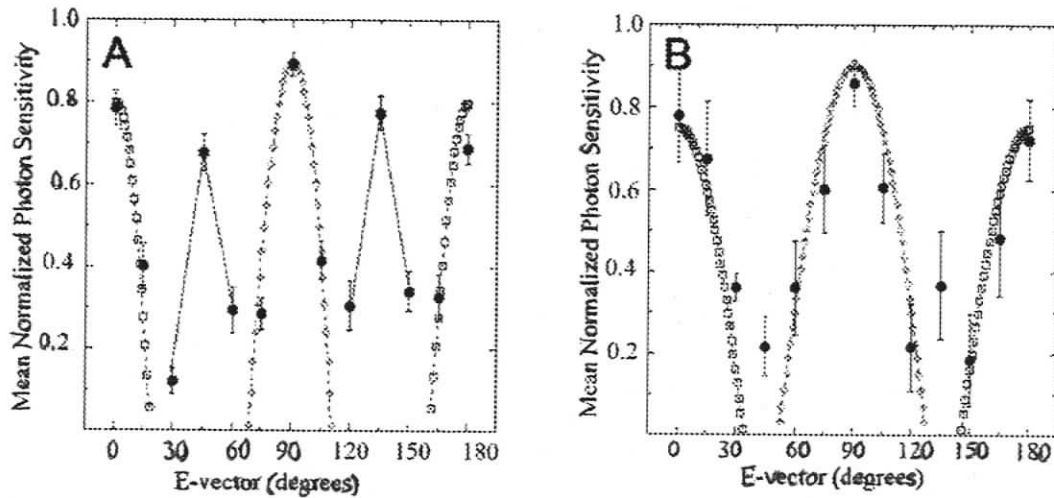 A
Mean Normalized Photon Sensitivity
1.0
0.8
0.6
0.4
0.2
0 30 60 90 120 150 180
E-vector (degrees)
B
Mean Normalized Photon Sensitivity
1.0
0.8
0.6
0.4
0.2
0 30 60 90 120 150 180
E-vector (degrees)